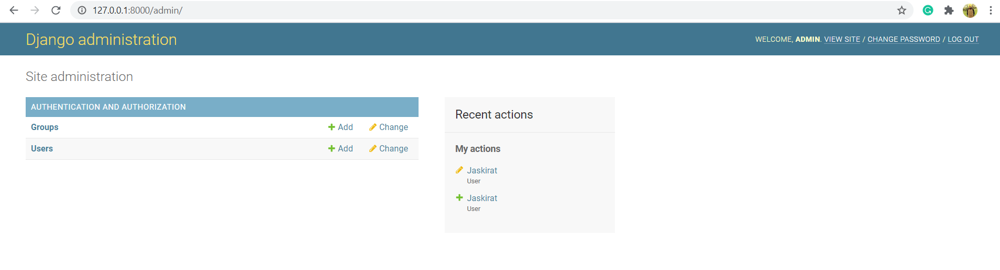 127.0.0.1:8000/admin/
Django administration
WELCOME, ADMIN. VIEW SITE / CHANGE PASSWORD / LOG OUT
Site administration
AUTHENTICATION AND AUTHORIZATION
Groups Add Change
Users Add Change
Recent actions
My actions
Jaskirat
User
Jaskirat
User